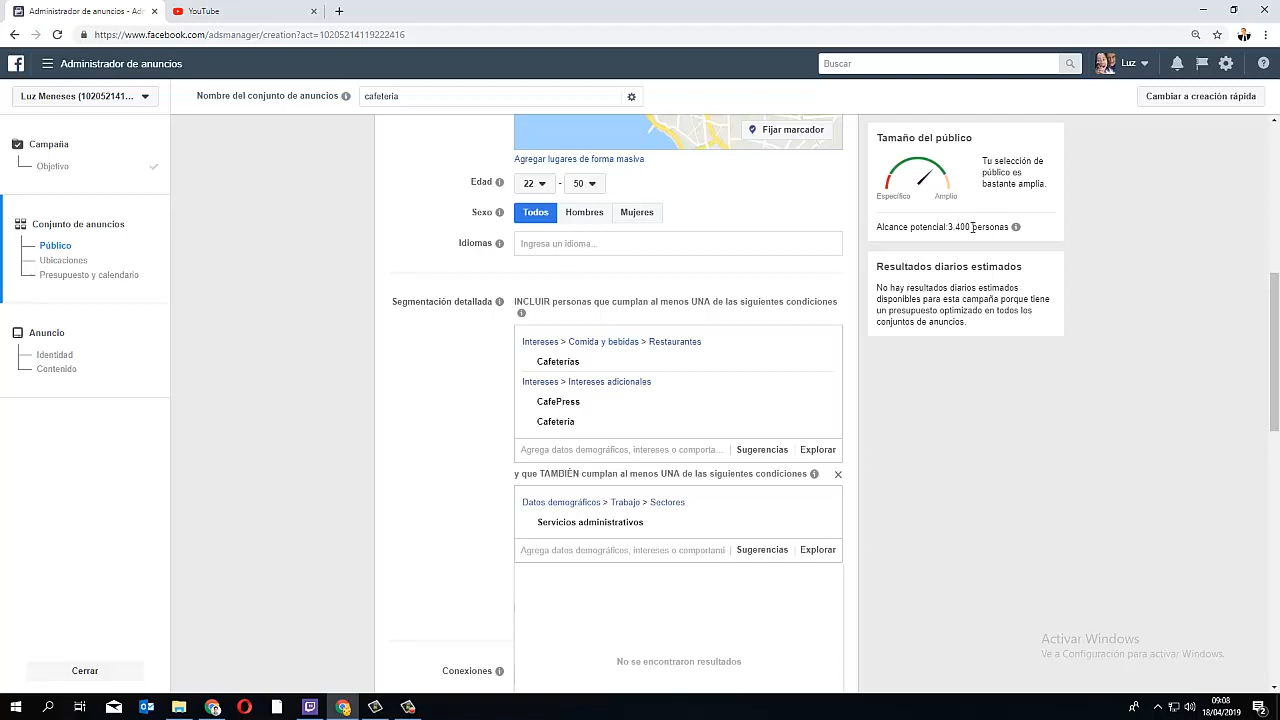 Administrador de anuncios - Adm
YouTube
https://www.facebook.com/adsmanager/creation?act=10205214119222416
Administrador de anuncios
Buscar
Luz
Luz Meneses (102052141...
Nombre del conjunto de anuncios
cafeteria
Cambiar a creación rápida
Campaña
Objetivo
Conjunto de anuncios
Público
Ubicaciones
Presupuesto y calendario
Anuncio
Identidad
Contenido
Cerrar
Fijar marcador
Agregar lugares de forma masiva
Edad
22 - 50
Sexo
Todos Hombres Mujeres
Idiomas
Ingresa un idioma...
Segmentación detallada
INCLUIR personas que cumplan al menos UNA de las siguientes condiciones
Intereses > Comida y bebidas > Restaurantes
Cafeterías
Intereses > Intereses adicionales
CafePress
Cafetería
Agrega datos demográficos, intereses o comporta... | Sugerencias | Explorar
y que TAMBIÉN cumplan al menos UNA de las siguientes condiciones
Datos demográficos > Trabajo > Sectores
Servicios administrativos
Agrega datos demográficos, intereses o comportami | Sugerencias | Explorar
No se encontraron resultados
Conexiones
Tamaño del público
Específico
Amplio
Tu selección de
público es
bastante amplia.
Alcance potencial:3.400 personas
Resultados diarios estimados
No hay resultados diarios estimados
disponibles para esta campaña porque tiene
un presupuesto optimizado en todos los
conjuntos de anuncios.
Activar Windows
Ve a Configuración para activar Windows.
09:08
18/04/2019
2